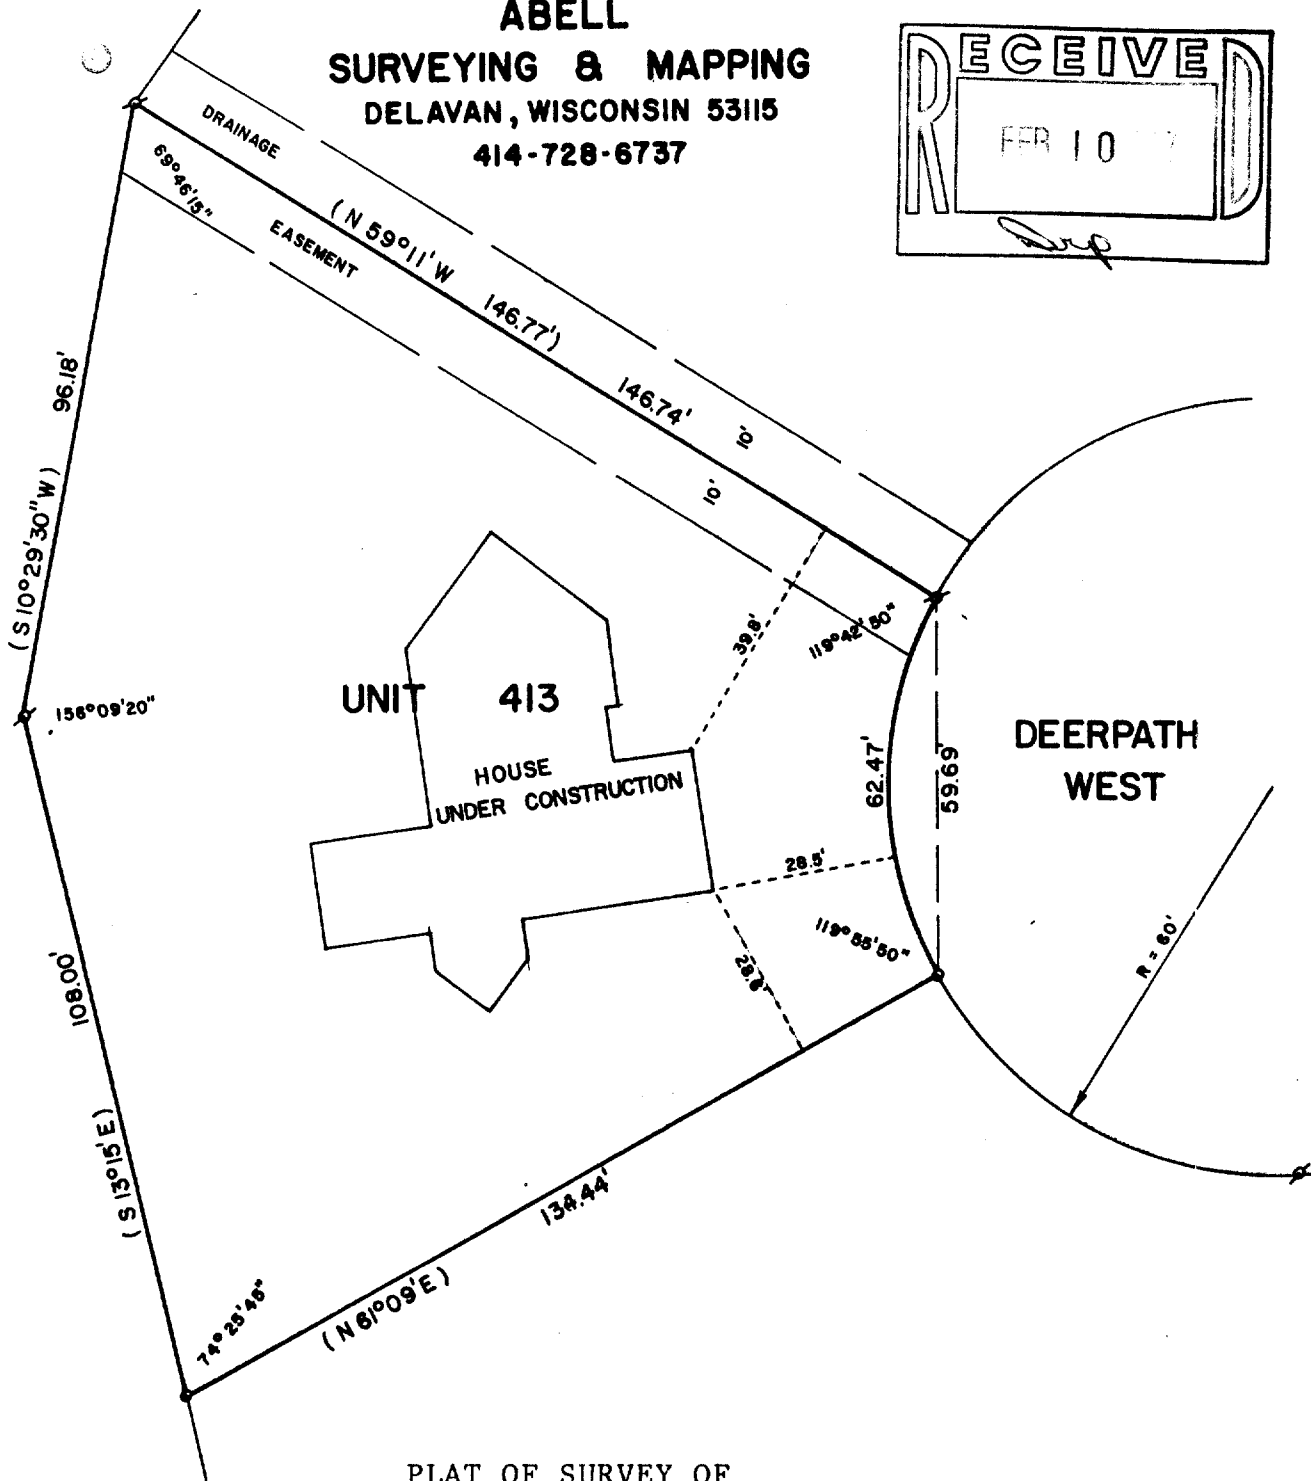 ABELL
SURVEYING & MAPPING
DELAVAN, WISCONSIN 53115
414-728-6737
RECEIVED
FEB 10
DRAINAGE
EASEMENT
69°46'15"
(N 59°11' W 146.77')
146.74'
10'
10'
96.18'
(S 10°29'30" W)
156°09'20"
UNIT 413
HOUSE
UNDER CONSTRUCTION
39.8'
119°42'50"
62.47'
59.69'
DEERPATH
WEST
28.5'
119°55'50"
28.8'
R = 60'
108.00'
(S 13°15' E)
134.44'
(N 61°09' E)
74°25'45"
PLAT OF SURVEY OF